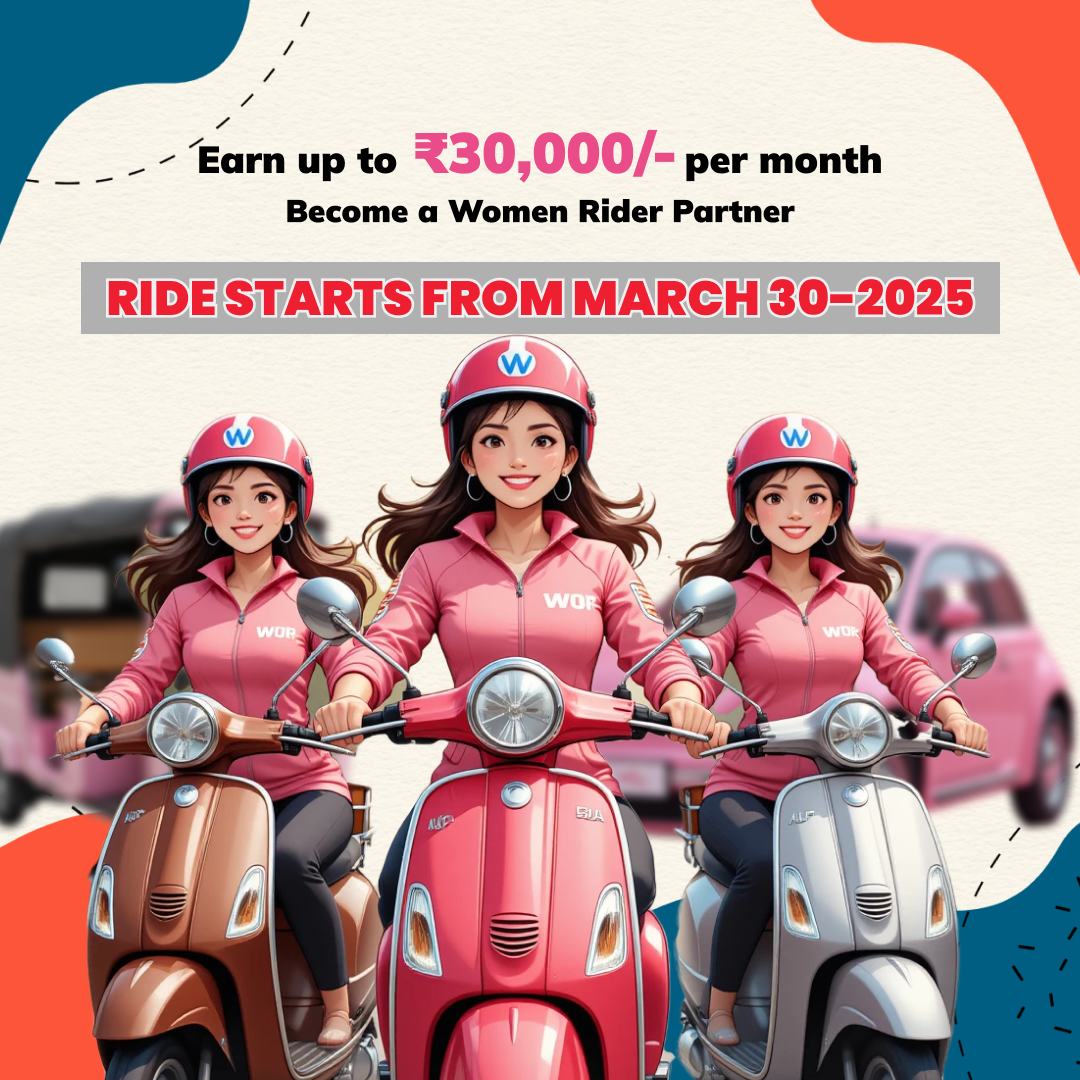 Earn up to ₹30,000/- per month
Become a Women Rider Partner
RIDE STARTS FROM MARCH 30-2025
W
W
W
WOR
WOR
WOR